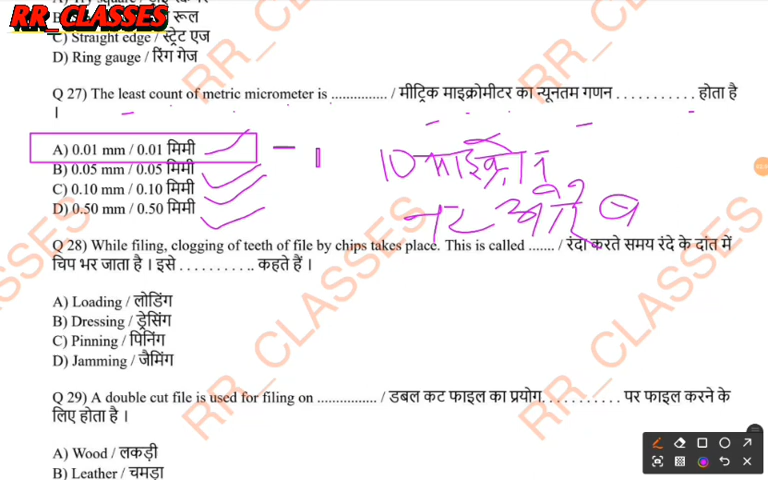 RR_CLASSES
C) Straight edge / स्ट्रेट एज
D) Ring gauge / रिंग गेज
Q 27) The least count of metric micrometer is ............... / मीट्रिक माइक्रोमीटर का न्यूनतम गणन . . . . . . . . . . . होता है
।
A) 0.01 mm / 0.01 मिमी
B) 0.05 mm / 0.05 मिमी
C) 0.10 mm / 0.10 मिमी
D) 0.50 mm / 0.50 मिमी
10 माइक्रोन
नट और ब
Q 28) While filing, clogging of teeth of file by chips takes place. This is called ....... / रंदा करते समय रंदे के दांत में
चिप भर जाता है । इसे . . . . . . . . . . . कहते हैं ।
A) Loading / लोडिंग
B) Dressing / ड्रेसिंग
C) Pinning / पिनिंग
D) Jamming / जैमिंग
Q 29) A double cut file is used for filing on ................ / डबल कट फाइल का प्रयोग. . . . . . . . . . . पर फाइल करने के
लिए होता है ।
A) Wood / लकड़ी
B) Leather / चमड़ा